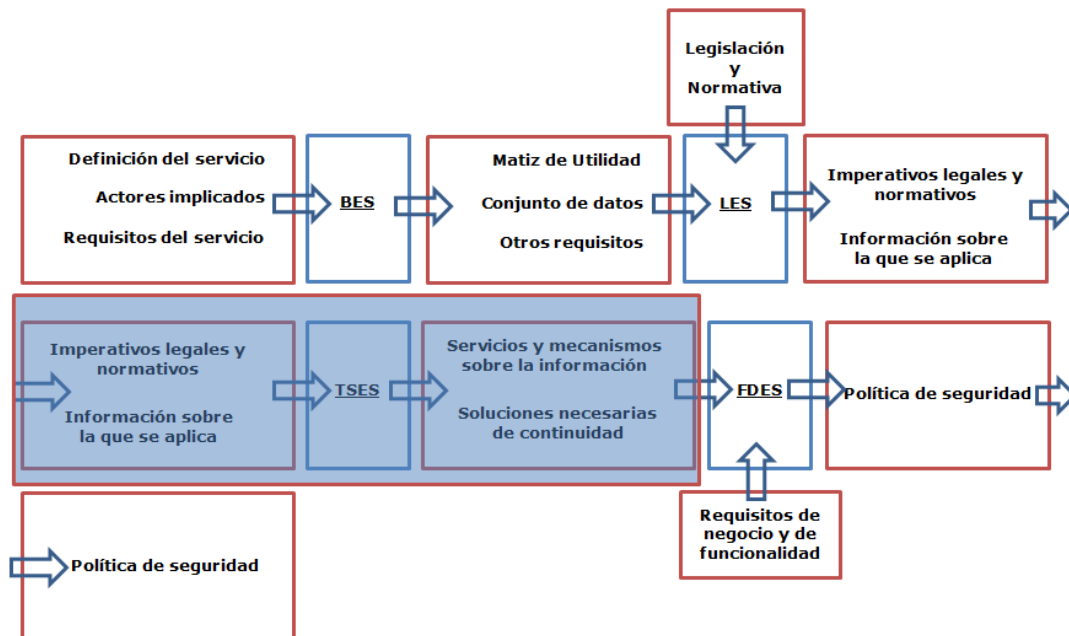 Legislación
y
Normativa
Definición del servicio
Actores implicados
Requisitos del servicio
BES
Matiz de Utilidad
Conjunto de datos
Otros requisitos
LES
Imperativos legales y
normativos
Información sobre
la que se aplica
Imperativos legales y
normativos
Información sobre
la que se aplica
TSES
Servicios y mecanismos
sobre la información
Soluciones necesarias
de continuidad
FDES
Política de seguridad
Requisitos de
negocio y de
funcionalidad
Política de seguridad